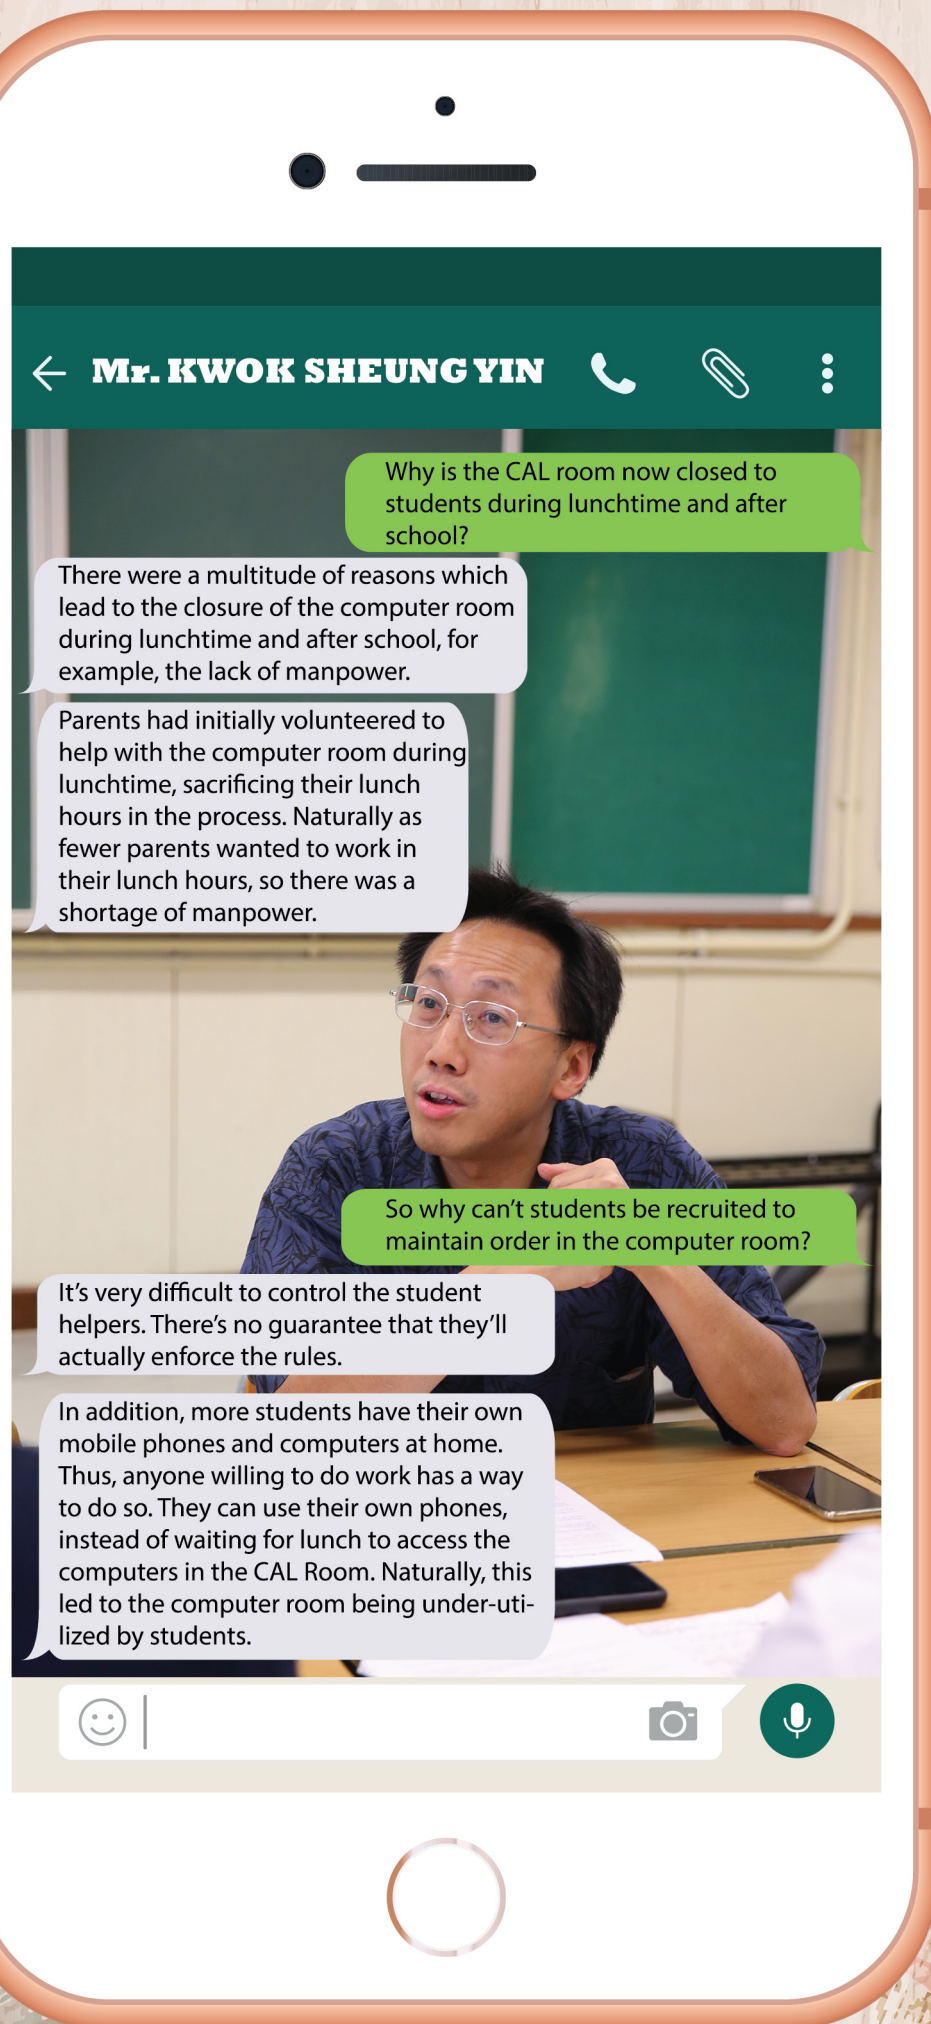 Mr. KWOK SHEUNG YIN
Why is the CAL room now closed to
students during lunchtime and after
school?
There were a multitude of reasons which
lead to the closure of the computer room
during lunchtime and after school, for
example, the lack of manpower.
Parents had initially volunteered to
help with the computer room during
lunchtime, sacrificing their lunch
hours in the process. Naturally as
fewer parents wanted to work in
their lunch hours, so there was a
shortage of manpower.
So why can't students be recruited to
maintain order in the computer room?
It's very difficult to control the student
helpers. There's no guarantee that they'll
actually enforce the rules.
In addition, more students have their own
mobile phones and computers at home.
Thus, anyone willing to do work has a way
to do so. They can use their own phones,
instead of waiting for lunch to access the
computers in the CAL Room. Naturally, this
led to the computer room being under-uti-
lized by students.